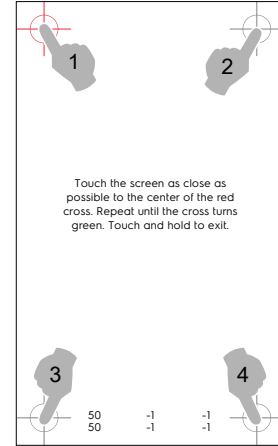 1
2
Touch the screen as close as
possible to the center of the red
cross. Repeat until the cross turns
green. Touch and hold to exit.
3
4
50 -1 -1
50 -1 -1